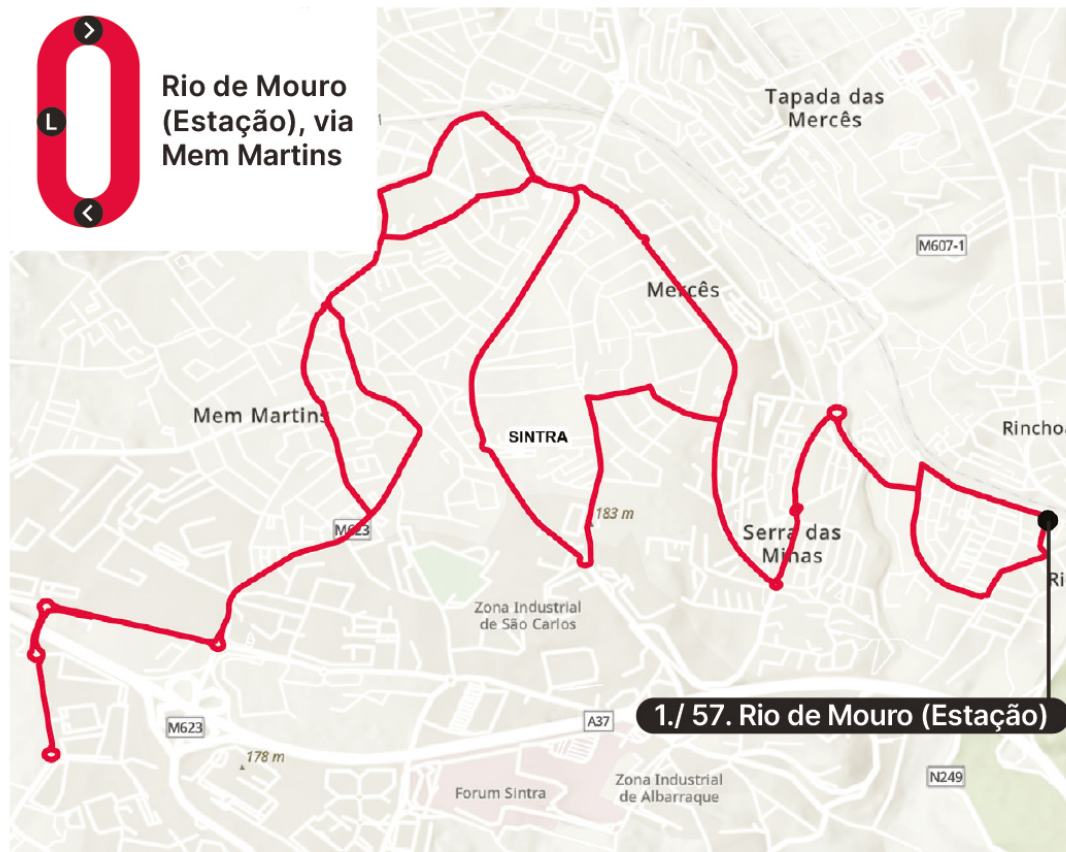 L
Rio de Mouro
(Estação), via
Mem Martins
Tapada das
Mercês
M607-1
Mercês
Mem Martins
SINTRA
Rincho
183 m
M623
Serra das
Minas
Ri
Zona Industrial
de São Carlos
1./ 57. Rio de Mouro (Estação)
A37
M623
178 m
Zona Industrial
de Albarraque
N249
Forum Sintra